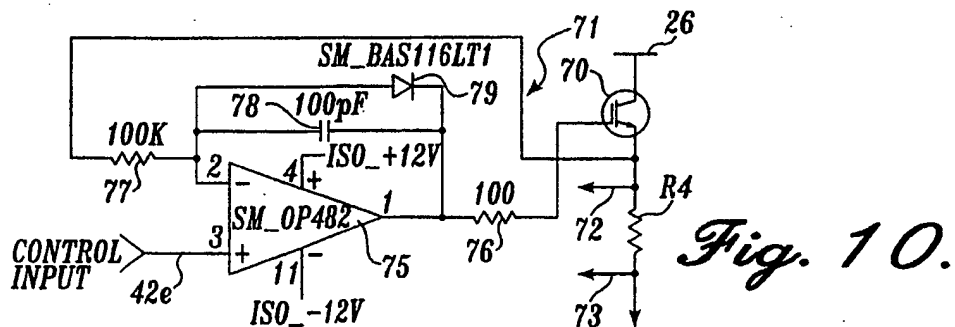 26
71
70
SM_BAS116LT1
79
78
100pF
100K
77
ISO_+12V
2
-
4
+
SM_OP482
1
100
76
R4
72
3
+
75
CONTROL
INPUT
42e
11
-
ISO_-12V
73
Fig. 10.